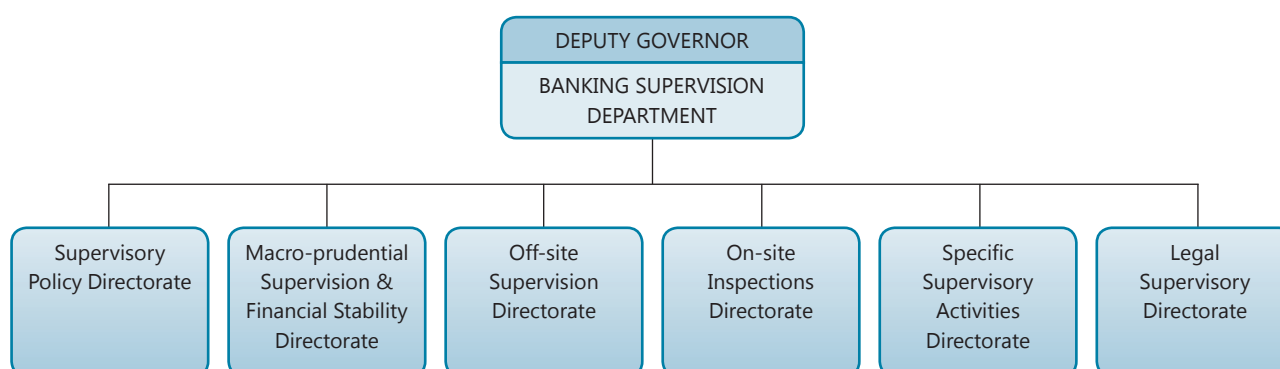 DEPUTY GOVERNOR
BANKING SUPERVISION
DEPARTMENT
Supervisory
Policy Directorate
Macro-prudential
Supervision &
Financial Stability
Directorate
Off-site
Supervision
Directorate
On-site
Inspections
Directorate
Specific
Supervisory
Activities
Directorate
Legal
Supervisory
Directorate